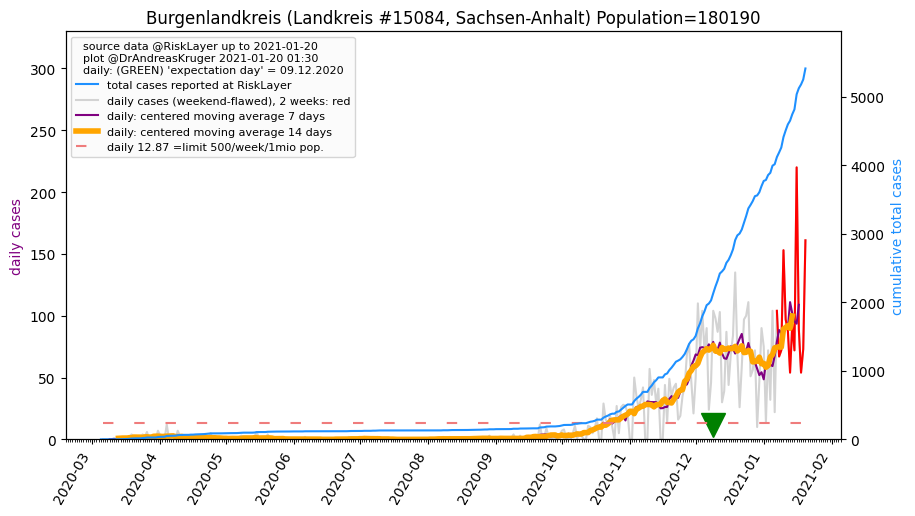 Burgenlandkreis (Landkreis #15084, Sachsen-Anhalt) Population=180190
source data @RiskLayer up to 2021-01-20
plot @DrAndreasKruger 2021-01-20 01:30
daily: (GREEN) 'expectation day' = 09.12.2020
total cases reported at RiskLayer
daily cases (weekend-flawed), 2 weeks: red
daily: centered moving average 7 days
daily: centered moving average 14 days
daily 12.87 =limit 500/week/1mio pop.
daily cases
300
250
200
150
100
50
0
cumulative total cases
5000
4000
3000
2000
1000
0
2020-03
2020-04
2020-05
2020-06
2020-07
2020-08
2020-09
2020-10
2020-11
2020-12
2021-01
2021-02